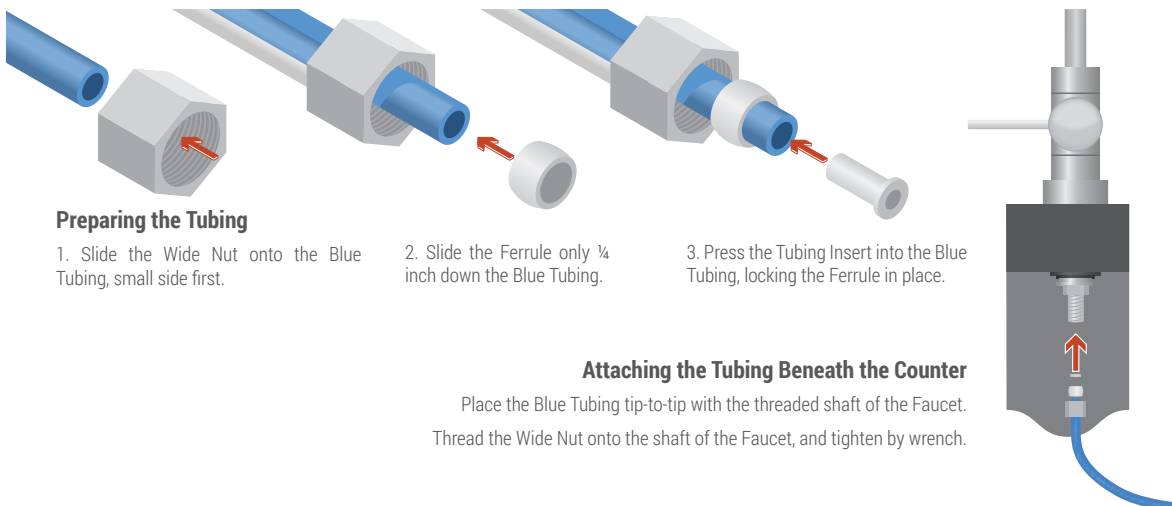 Preparing the Tubing
1. Slide the Wide Nut onto the Blue
Tubing, small side first.
2. Slide the Ferrule only ¼
inch down the Blue Tubing.
3. Press the Tubing Insert into the Blue
Tubing, locking the Ferrule in place.
Attaching the Tubing Beneath the Counter
Place the Blue Tubing tip-to-tip with the threaded shaft of the Faucet.
Thread the Wide Nut onto the shaft of the Faucet, and tighten by wrench.